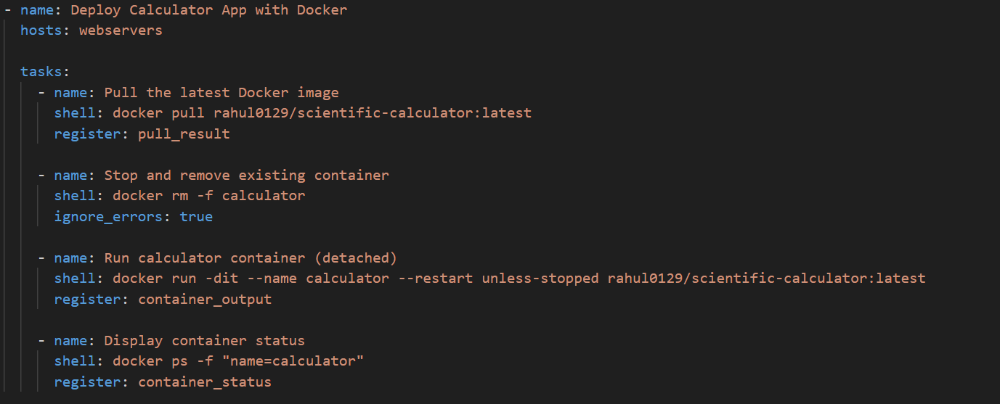 - name: Deploy Calculator App with Docker
  hosts: webservers

  tasks:
    - name: Pull the latest Docker image
      shell: docker pull rahul0129/scientific-calculator:latest
      register: pull_result

    - name: Stop and remove existing container
      shell: docker rm -f calculator
      ignore_errors: true

    - name: Run calculator container (detached)
      shell: docker run -dit --name calculator --restart unless-stopped rahul0129/scientific-calculator:latest
      register: container_output

    - name: Display container status
      shell: docker ps -f "name=calculator"
      register: container_status